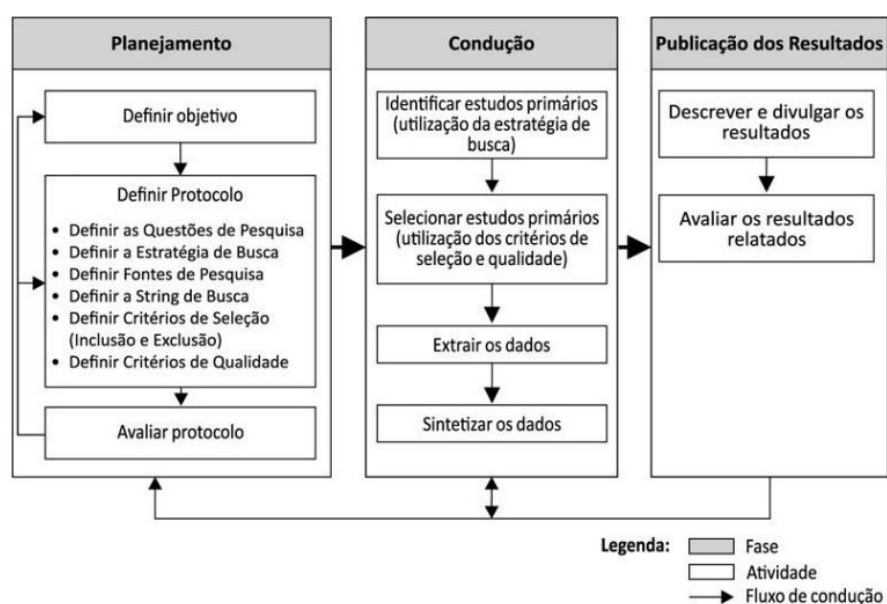 Planejamento
Definir objetivo
Definir Protocolo
• Definir as Questões de Pesquisa
• Definir a Estratégia de Busca
• Definir Fontes de Pesquisa
• Definir a String de Busca
• Definir Critérios de Seleção
(Inclusão e Exclusão)
• Definir Critérios de Qualidade
Avaliar protocolo
Condução
Identificar estudos primários
(utilização da estratégia de
busca)
Selecionar estudos primários
(utilização dos critérios de
seleção e qualidade)
Extrair os dados
Sintetizar os dados
Publicação dos Resultados
Descrever e divulgar os
resultados
Avaliar os resultados
relatados
Legenda:
Fase
Atividade
Fluxo de condução